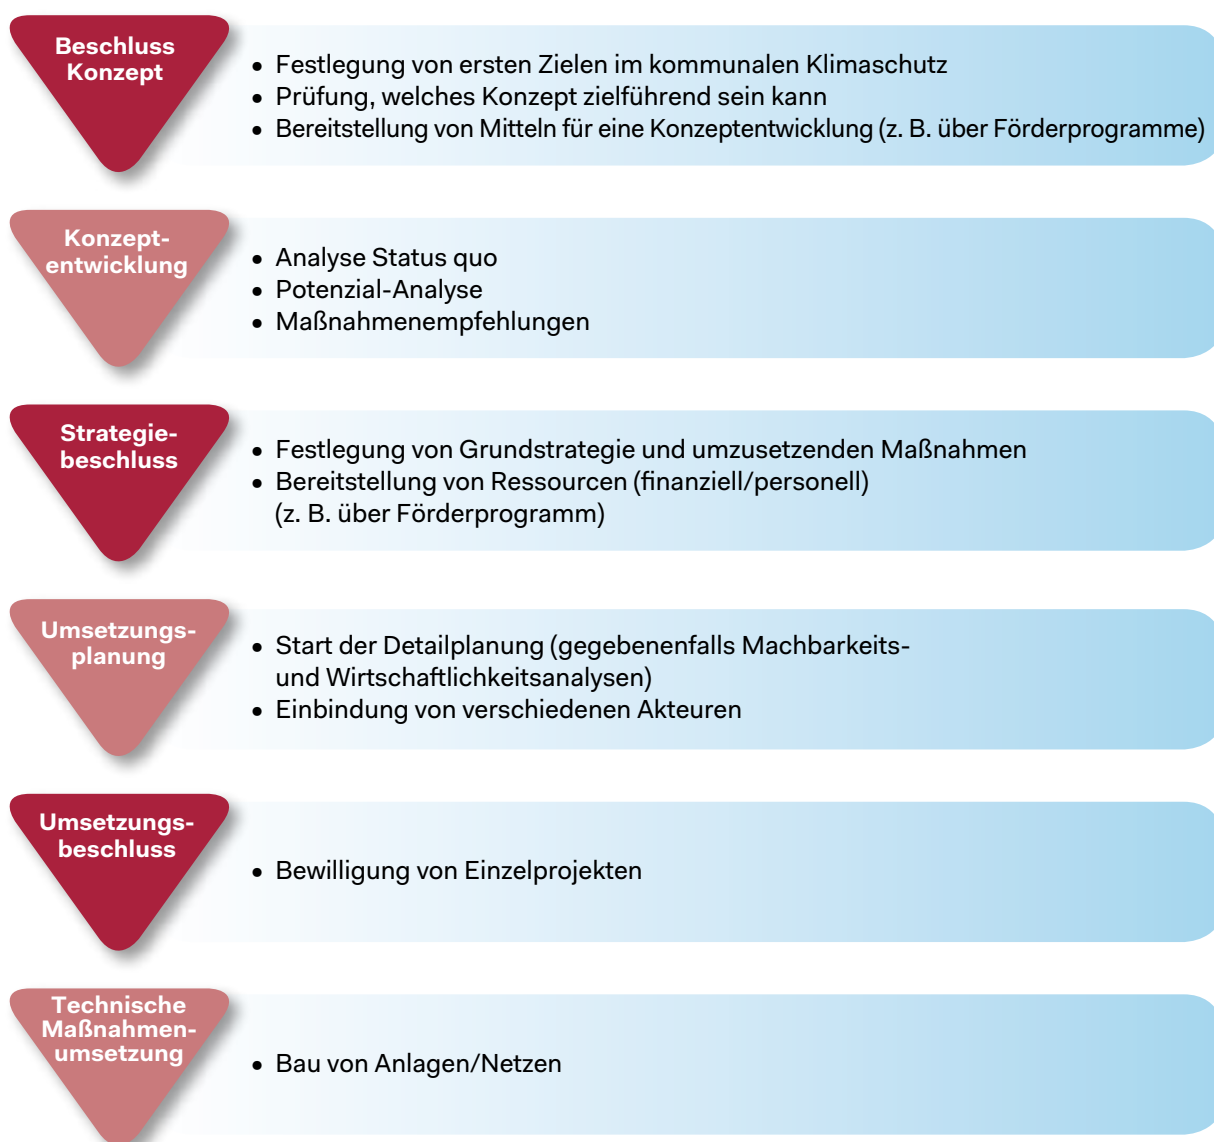 Beschluss
Konzept
• Festlegung von ersten Zielen im kommunalen Klimaschutz
• Prüfung, welches Konzept zielführend sein kann
• Bereitstellung von Mitteln für eine Konzeptentwicklung (z. B. über Förderprogramme)
Konzept-
entwicklung
• Analyse Status quo
• Potenzial-Analyse
• Maßnahmenempfehlungen
Strategie-
beschluss
• Festlegung von Grundstrategie und umzusetzenden Maßnahmen
• Bereitstellung von Ressourcen (finanziell/personell)
(z. B. über Förderprogramm)
Umsetzungs-
planung
• Start der Detailplanung (gegebenenfalls Machbarkeits-
und Wirtschaftlichkeitsanalysen)
• Einbindung von verschiedenen Akteuren
Umsetzungs-
beschluss
• Bewilligung von Einzelprojekten
Technische
Maßnahmen-
umsetzung
• Bau von Anlagen/Netzen